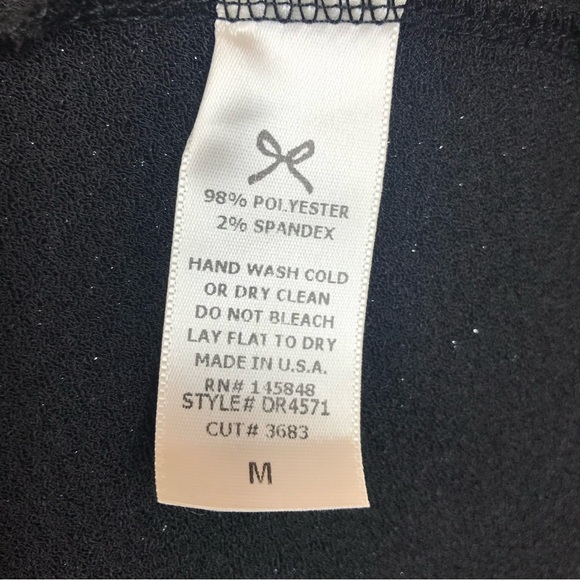 98% POLYESTER
2% SPANDEX
HAND WASH COLD
OR DRY CLEAN
DO NOT BLEACH
LAY FLAT TO DRY
MADE IN U.S.A.
RN# 145848
STYLE# DR4571
CUT# 3683
M